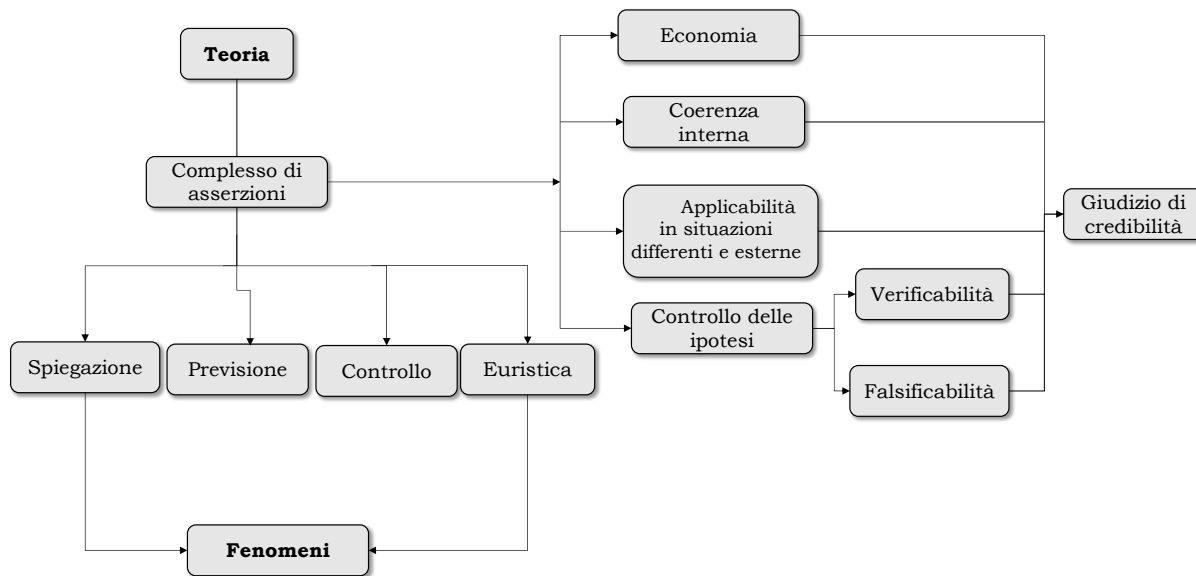 Teoria
Complesso di
asserzioni
Spiegazione
Previsione
Controllo
Euristica
Fenomeni
Economia
Coerenza
interna
Applicabilità
in situazioni
differenti e esterne
Controllo delle
ipotesi
Verificabilità
Falsificabilità
Giudizio di
credibilità